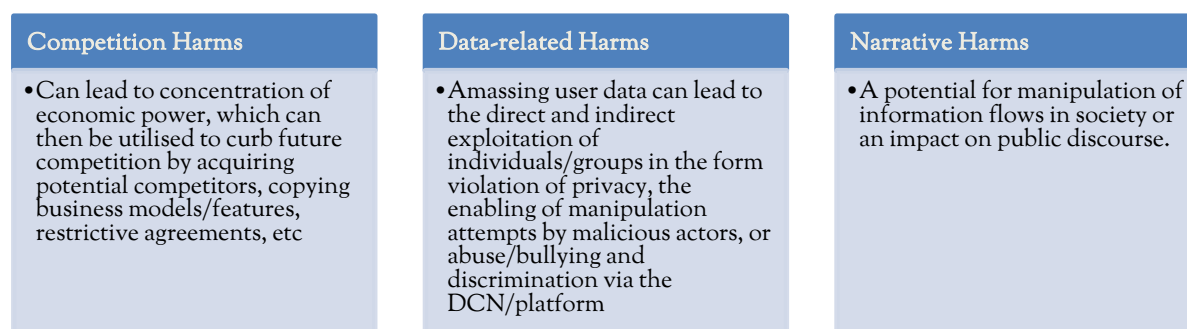 Competition Harms
•Can lead to concentration of
economic power, which can
then be utilised to curb future
competition by acquiring
potential competitors, copying
business models/features,
restrictive agreements, etc
Data-related Harms
•Amassing user data can lead to
the direct and indirect
exploitation of
individuals/groups in the form
violation of privacy, the
enabling of manipulation
attempts by malicious actors, or
abuse/bullying and
discrimination via the
DCN/platform
Narrative Harms
•A potential for manipulation of
information flows in society or
an impact on public discourse.